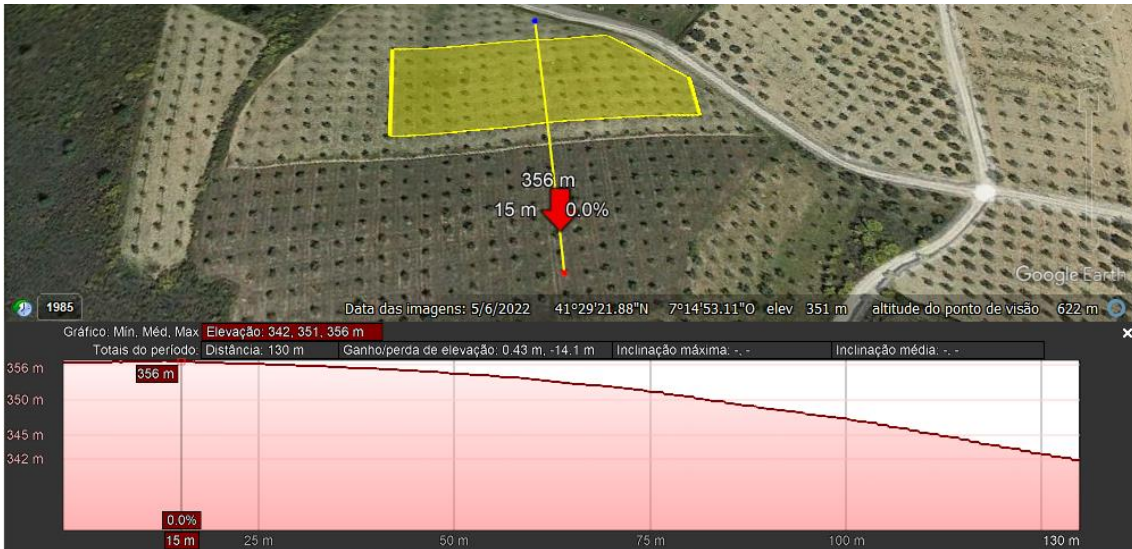 356 m
15 m 0.0%
Google Earth
1985 Data das imagens: 5/6/2022 41°29'21.88"N 7°14'53.11"O elev 351 m altitude do ponto de visão 622 m
Gráfico: Mín, Méd, Max Elevação: 342, 351, 356 m
Totais do período: Distância: 130 m Ganho/perda de elevação: 0.43 m, -14.1 m Inclinação máxima: -, - Inclinação média: -, -
356 m
356 m
350 m
345 m
342 m
0.0%
15 m 25 m 50 m 75 m 100 m 130 m